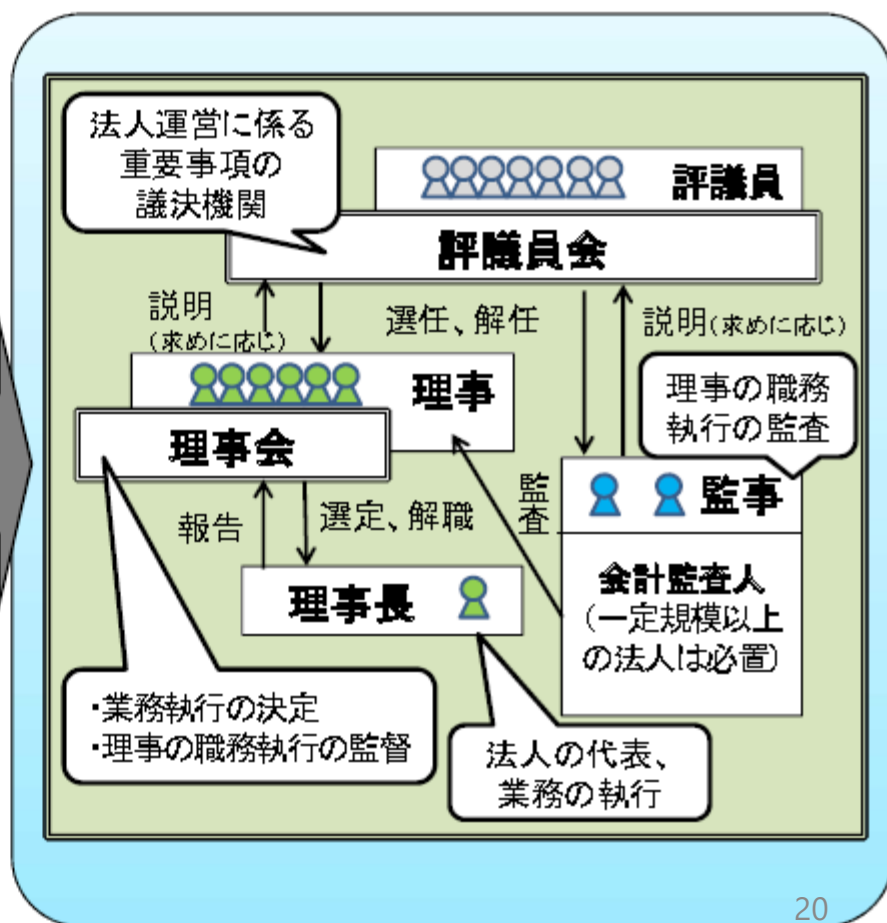 法人運営に係る
重要事項の
議決機関
評議員
評議員会
説明
(求めに応じ)
選任、解任
説明(求めに応じ)
理事
理事会
理事の職務
執行の監査
監事
監査
報告
選定、解職
理事長
会計監査人
(一定規模以上
の法人は必置)
・業務執行の決定
・理事の職務執行の監督
法人の代表、
業務の執行
20